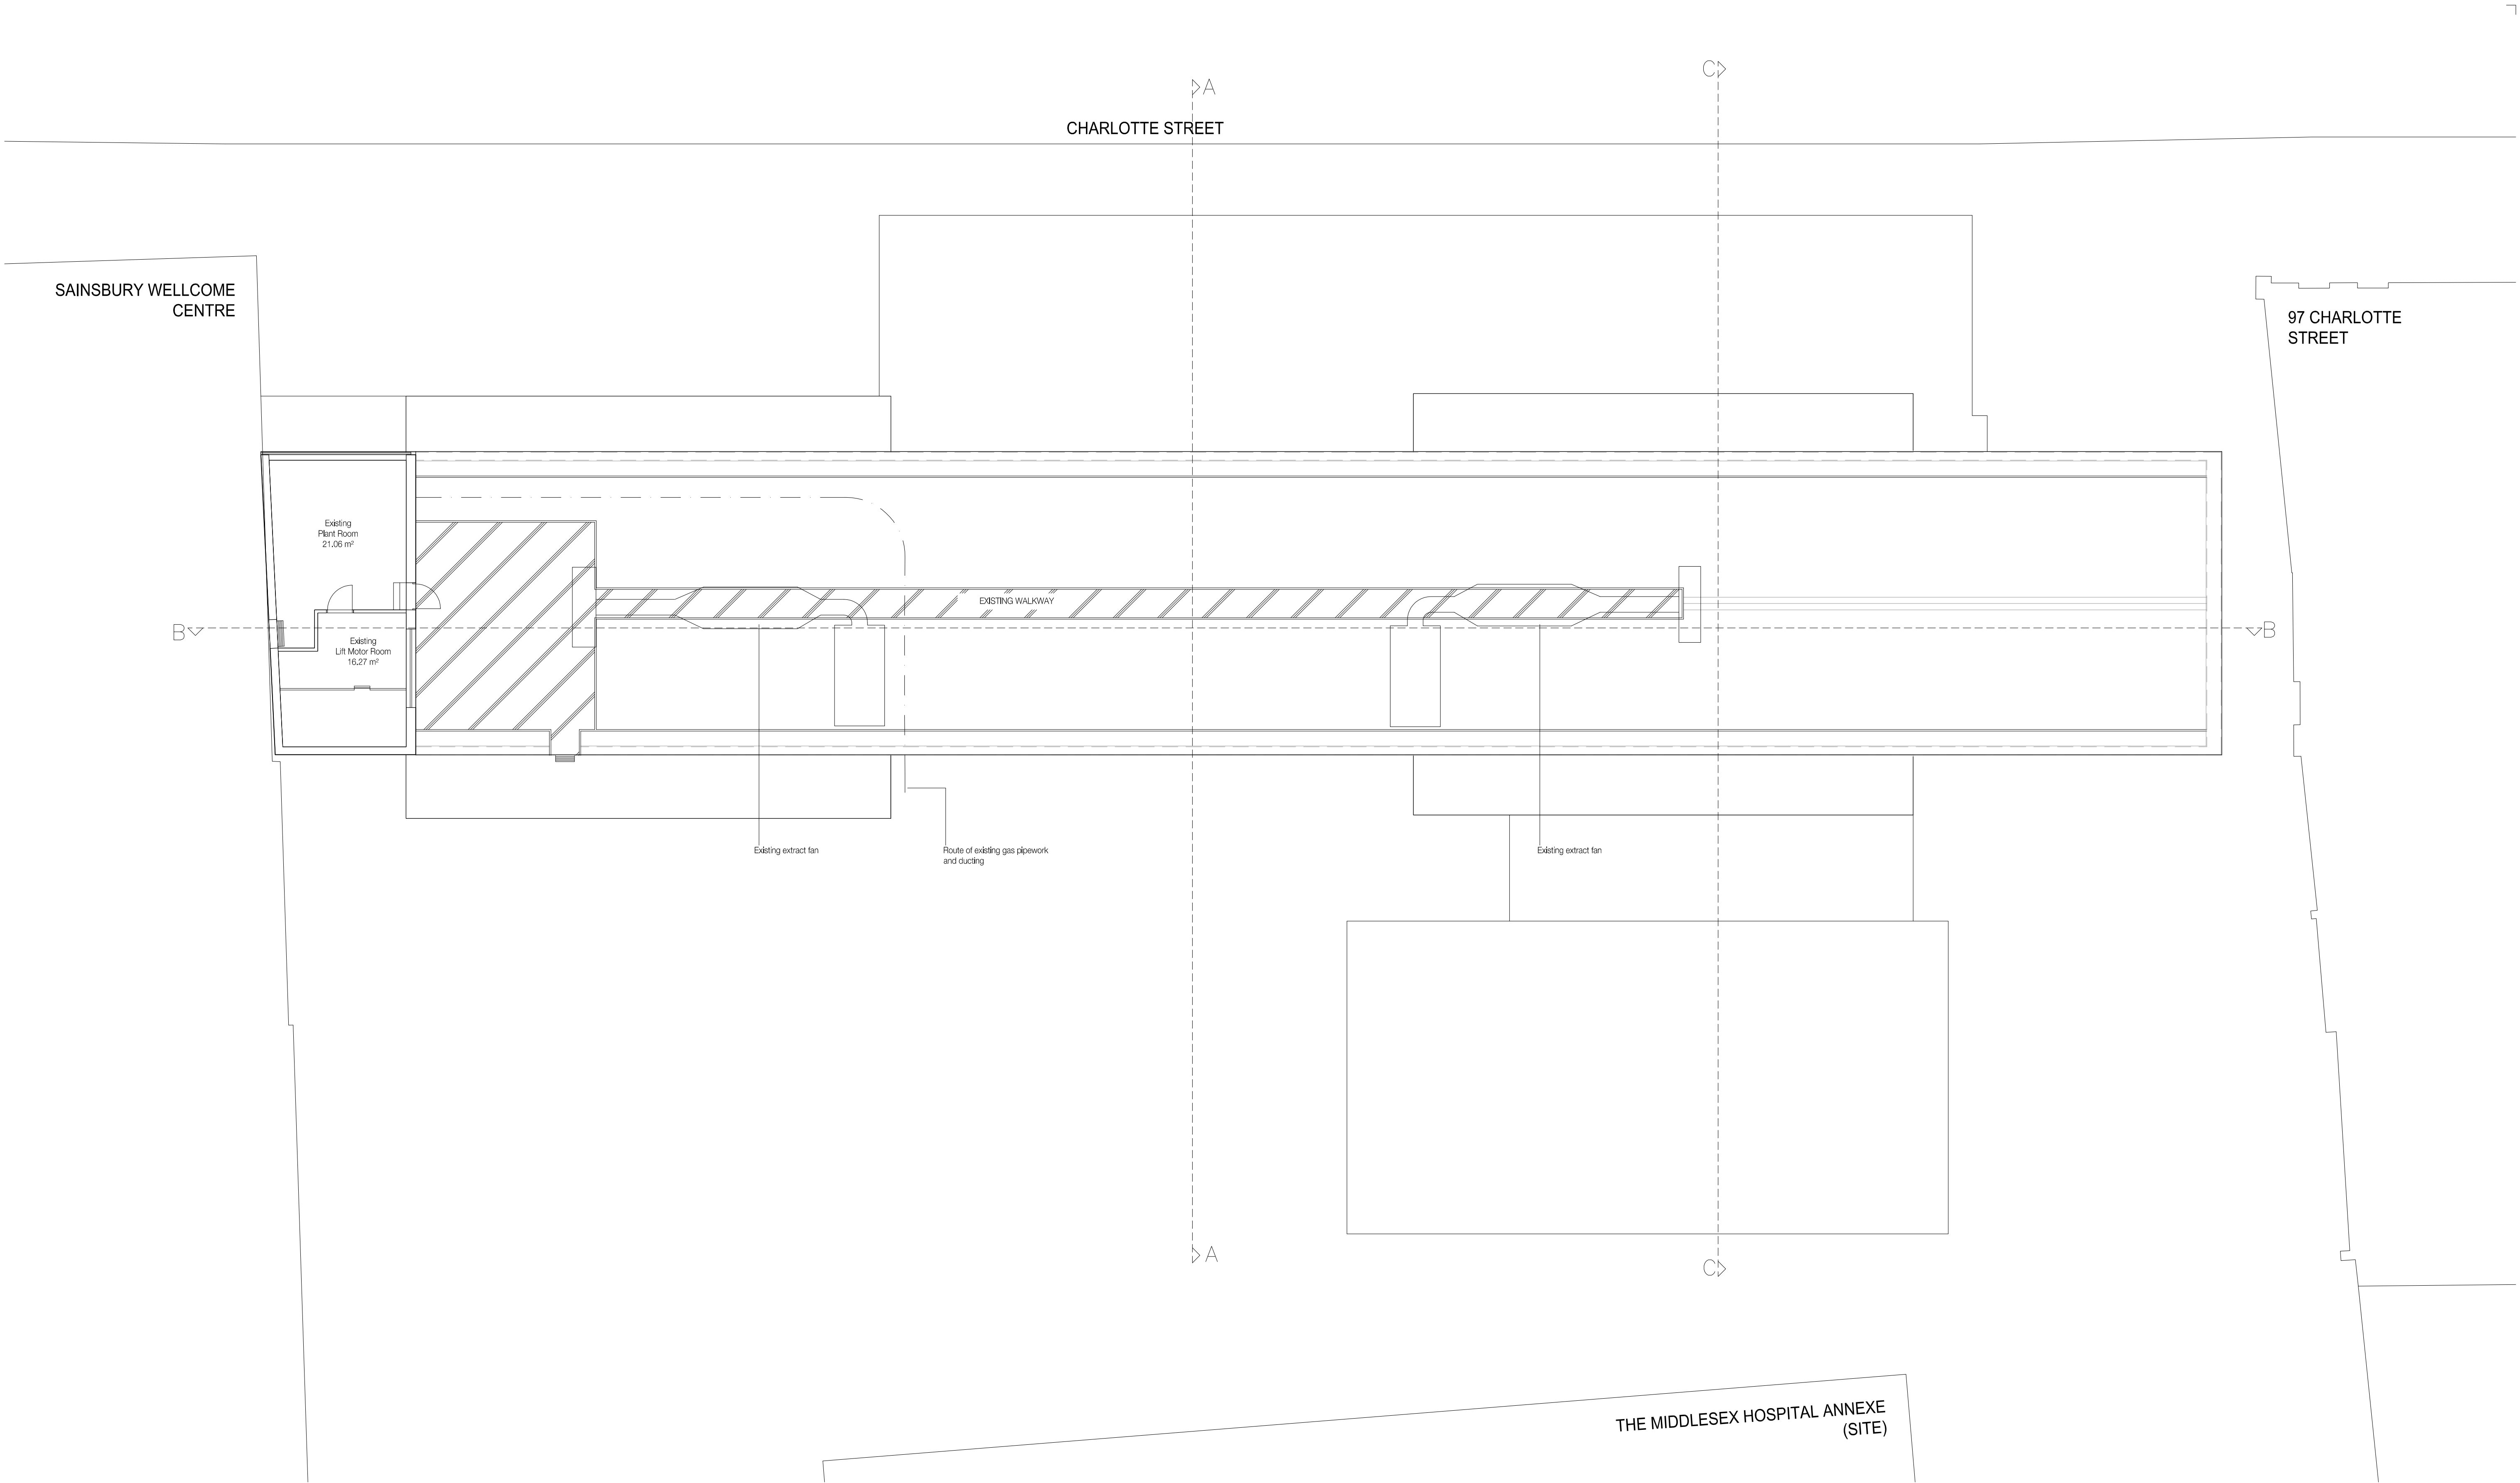 C
A
CHARLOTTE STREET
SAINSBURY WELLCOME
CENTRE
97 CHARLOTTE
STREET
Existing
Plant Room
21.06 m²
EXISTING WALKWAY
B
B
Existing
Lift Motor Room
16.27 m²
Existing extract fan
Route of existing gas pipework
and ducting
Existing extract fan
A
C
THE MIDDLESEX HOSPITAL ANNEXE
(SITE)